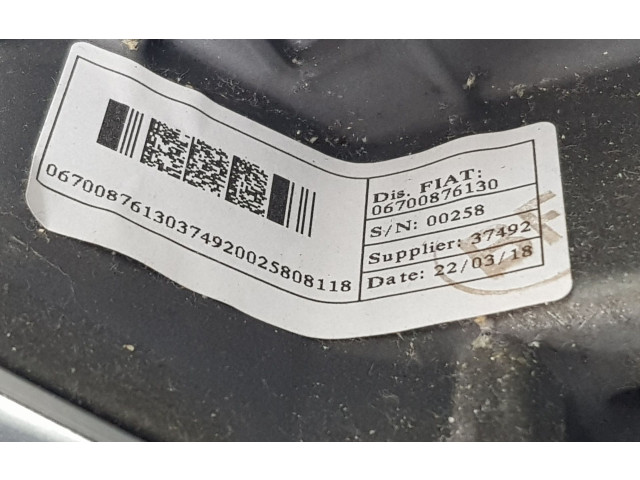 06700876130374920025808118
Dis. FIAT:
06700876130
S/N: 00258
Supplier: 37492
Date: 22/03/18